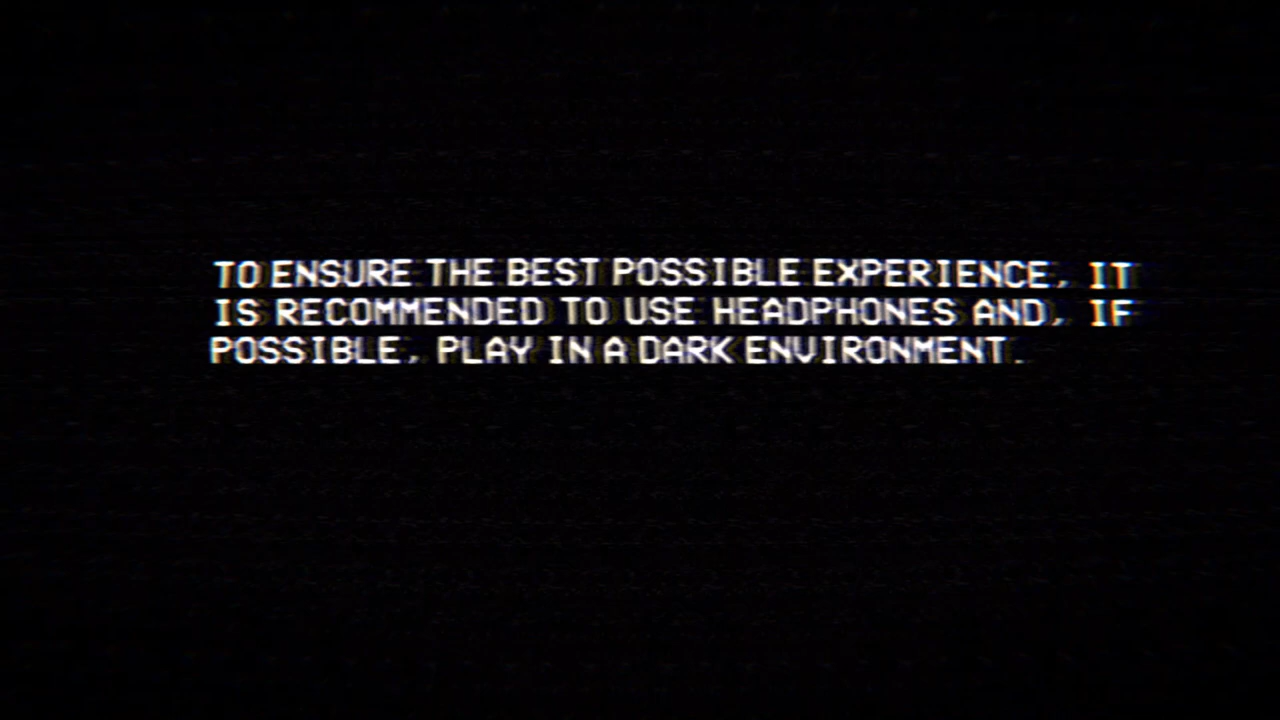 TO ENSURE THE BEST POSSIBLE EXPERIENCE, IT
IS RECOMMENDED TO USE HEADPHONES AND, IF
POSSIBLE, PLAY IN A DARK ENVIRONMENT.